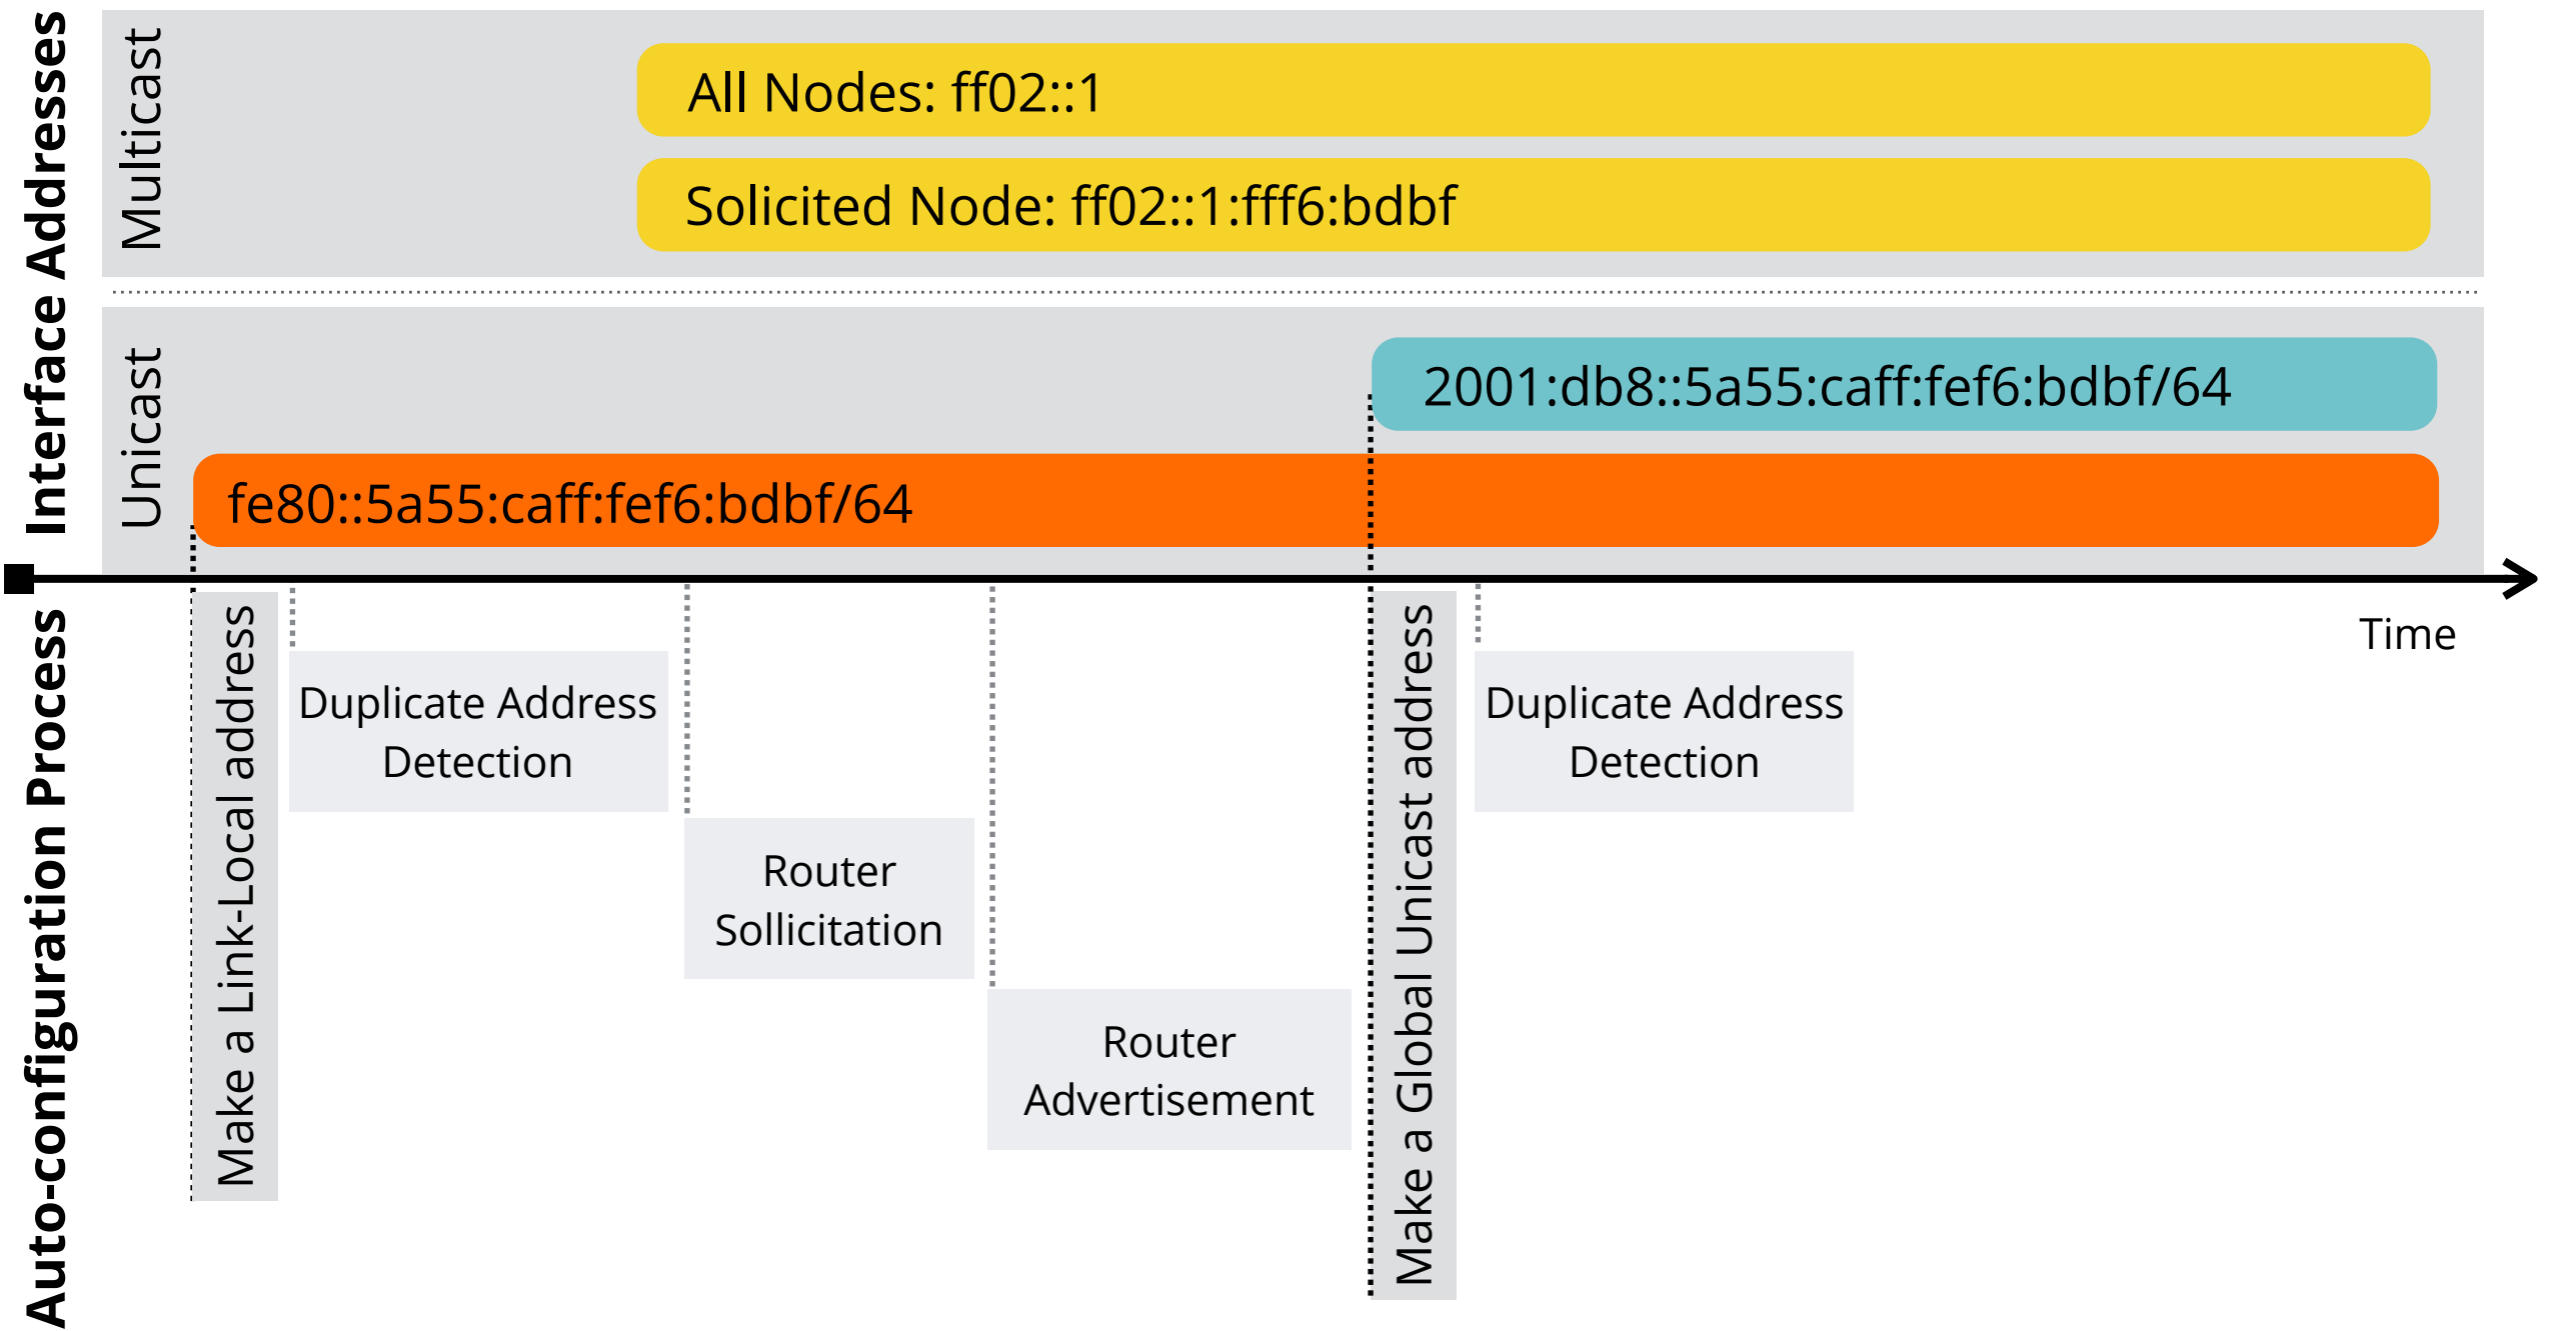 Interface Addresses
Multicast
All Nodes: ff02::1
Solicited Node: ff02::1:fff6:bdbf
Unicast
2001:db8::5a55:caff:fef6:bdbf/64
fe80::5a55:caff:fef6:bdbf/64
Time
Auto-configuration Process
Make a Link-Local address
Duplicate Address
Detection
Router
Sollicitation
Router
Advertisement
Make a Global Unicast address
Duplicate Address
Detection